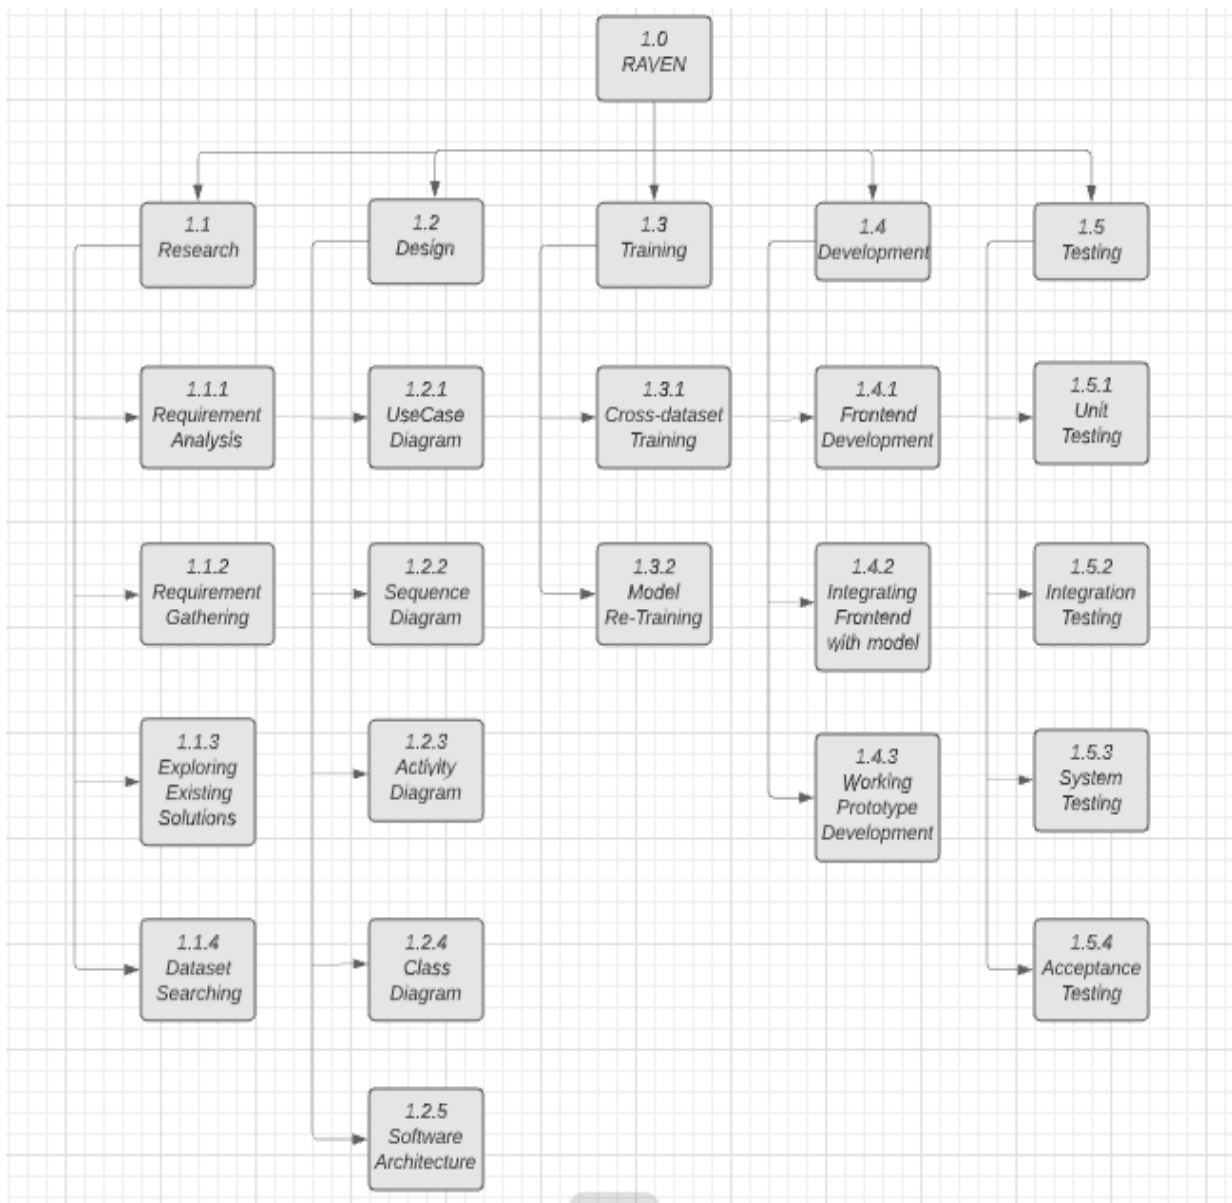 1.0
RAVEN
1.1
Research
1.2
Design
1.3
Training
1.4
Development
1.5
Testing
1.1.1
Requirement
Analysis
1.2.1
UseCase
Diagram
1.3.1
Cross-dataset
Training
1.4.1
Frontend
Development
1.5.1
Unit
Testing
1.1.2
Requirement
Gathering
1.2.2
Sequence
Diagram
1.3.2
Model
Re-Training
1.4.2
Integrating
Frontend
with model
1.5.2
Integration
Testing
1.1.3
Exploring
Existing
Solutions
1.2.3
Activity
Diagram
1.4.3
Working
Prototype
Development
1.5.3
System
Testing
1.1.4
Dataset
Searching
1.2.4
Class
Diagram
1.5.4
Acceptance
Testing
1.2.5
Software
Architecture